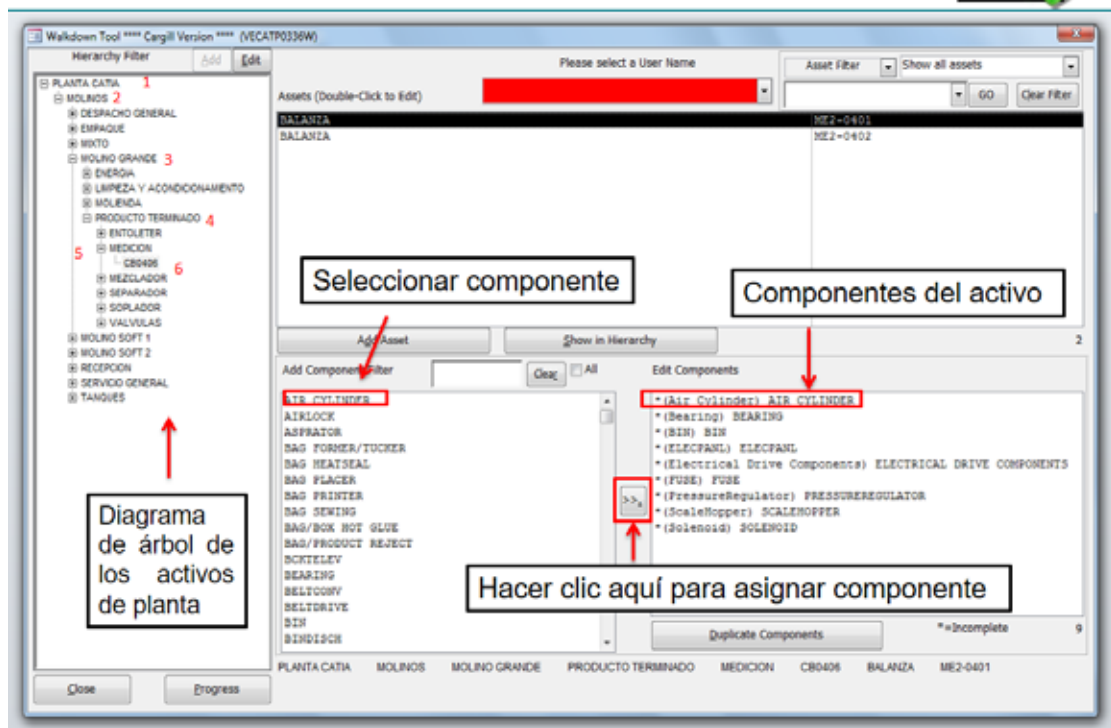 Walkdown Tool **** Cargill Version **** (VECATP0336W)
Hierarchy Filter
Add
Edit
Please select a User Name
Asset Filter
Show all assets
Assets (Double-Click to Edit)
GO
Clear Filter
PLANTA CATIA 1
MOLINOS 2
DESPACHO GENERAL
EMPAQUE
MIXTO
MOLINO GRANDE 3
ENERGIA
LIMPEZA Y ACONDICIONAMIENTO
MOLIENDA
PRODUCTO TERMINADO 4
ENTOLETER
5 MEDICION
CB0406 6
MEZCLADOR
SEPARADOR
SOPLADOR
VALVULAS
MOLINO SOFT 1
MOLINO SOFT 2
RECEPCION
SERVICIO GENERAL
TANQUES
Diagrama
de árbol de
los activos
de planta
Close
Progress
BALANZA ME2-0401
BALANZA ME2-0402
Seleccionar componente
Componentes del activo
Add Asset
Show in Hierarchy
2
Add Component Filter
Clear
All
Edit Components
AIR CYLINDER
AIRLOCK
ASPRATOR
BAG FORMER/TUCKER
BAG HEATSEAL
BAG PLACER
BAG PRINTER
BAG SEWING
BAG/BOX HOT GLUE
BAG/PRODUCT REJECT
BCKTELEV
BEARING
BELTCONV
BELTDRIVE
BIN
BINDISCH
>>
*(Air Cylinder) AIR CYLINDER
*(Bearing) BEARING
*(BIN) BIN
*(ELECPANL) ELECPANL
*(Electrical Drive Components) ELECTRICAL DRIVE COMPONENTS
*(FUSE) FUSE
*(PressureRegulator) PRESSUREREGULATOR
*(ScaleHopper) SCALEHOPPER
*(Solenoid) SOLENOID
Hacer clic aquí para asignar componente
Duplicate Components
*=Incomplete
9
PLANTA CATIA MOLINOS MOLINO GRANDE PRODUCTO TERMINADO MEDICION CB0406 BALANZA ME2-0401